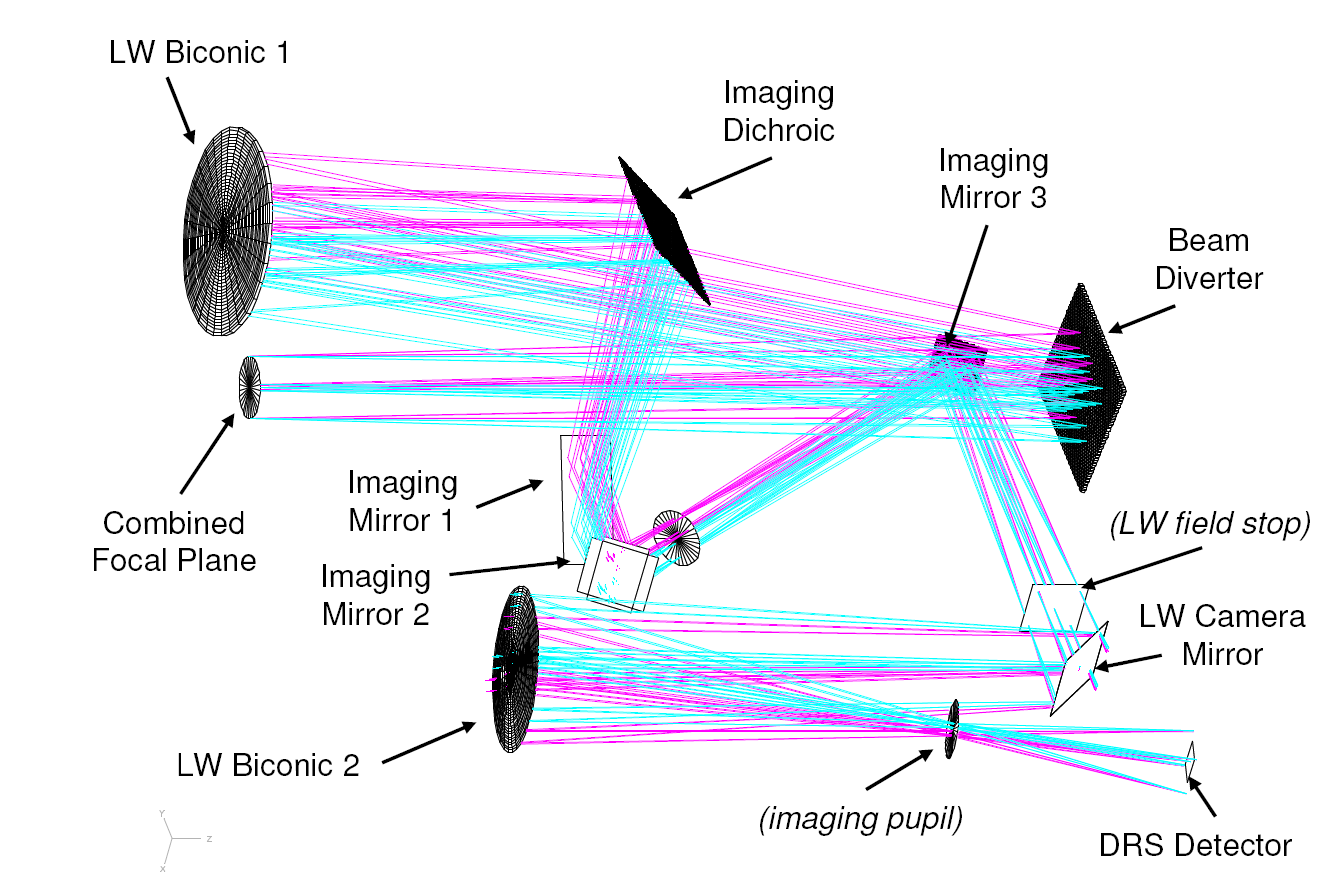 LW Biconic 1
Imaging
Dichroic
Imaging
Mirror 3
Beam
Diverter
Combined
Focal Plane
Imaging
Mirror 1
Imaging
Mirror 2
(LW field stop)
LW Camera
Mirror
LW Biconic 2
(imaging pupil)
DRS Detector
Y
Z
X